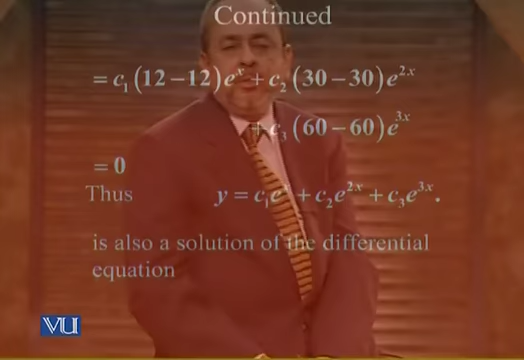 Continued
= c₁(12−12)eˣ + c₂(30−30)e²ˣ
+ c₃(60−60)e³ˣ
= 0
Thus y = c₁eˣ + c₂e²ˣ + c₃e³ˣ.
is also a solution of the differential
equation
VU